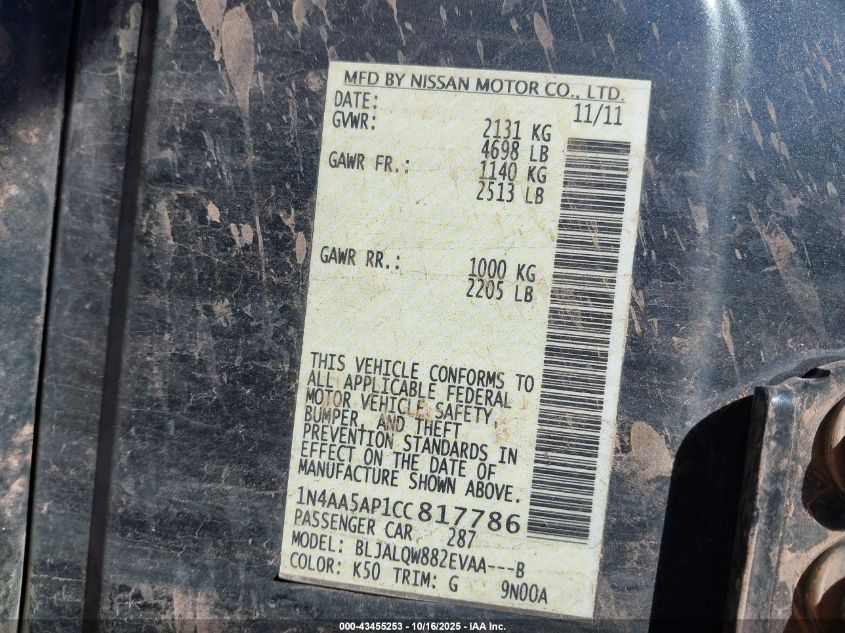 MFD BY NISSAN MOTOR CO., LTD.
DATE: 11/11
GVWR: 2131 KG
4698 LB
GAWR FR.: 1140 KG
2513 LB
GAWR RR.: 1000 KG
2205 LB
THIS VEHICLE CONFORMS TO
ALL APPLICABLE FEDERAL
MOTOR VEHICLE SAFETY,
BUMPER, AND THEFT
PREVENTION STANDARDS IN
EFFECT ON THE DATE OF
MANUFACTURE SHOWN ABOVE.
1N4AA5AP1CC817786
PASSENGER CAR 287
MODEL: BLJALQW882EVAA---B
COLOR: K50 TRIM: G 9N00A
000-43455253 - 10/16/2025 - IAA Inc.